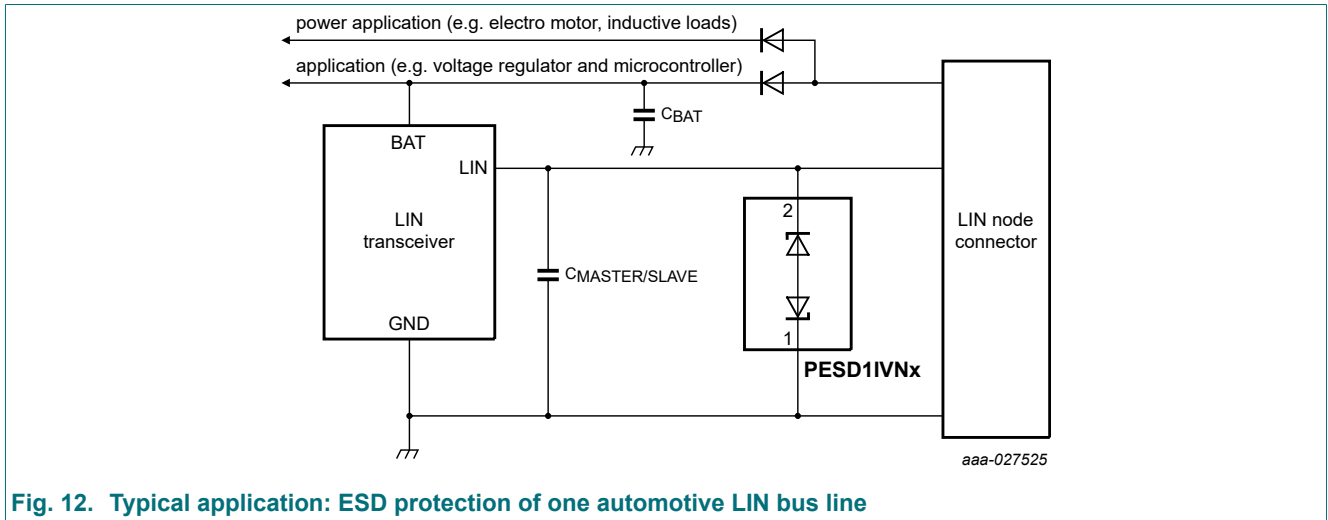 power application (e.g. electro motor, inductive loads)
application (e.g. voltage regulator and microcontroller)
CBAT
BAT
LIN
LIN
transceiver
GND
CMASTER/SLAVE
2
1
PESD1IVNx
LIN node
connector
aaa-027525
Fig. 12. Typical application: ESD protection of one automotive LIN bus line